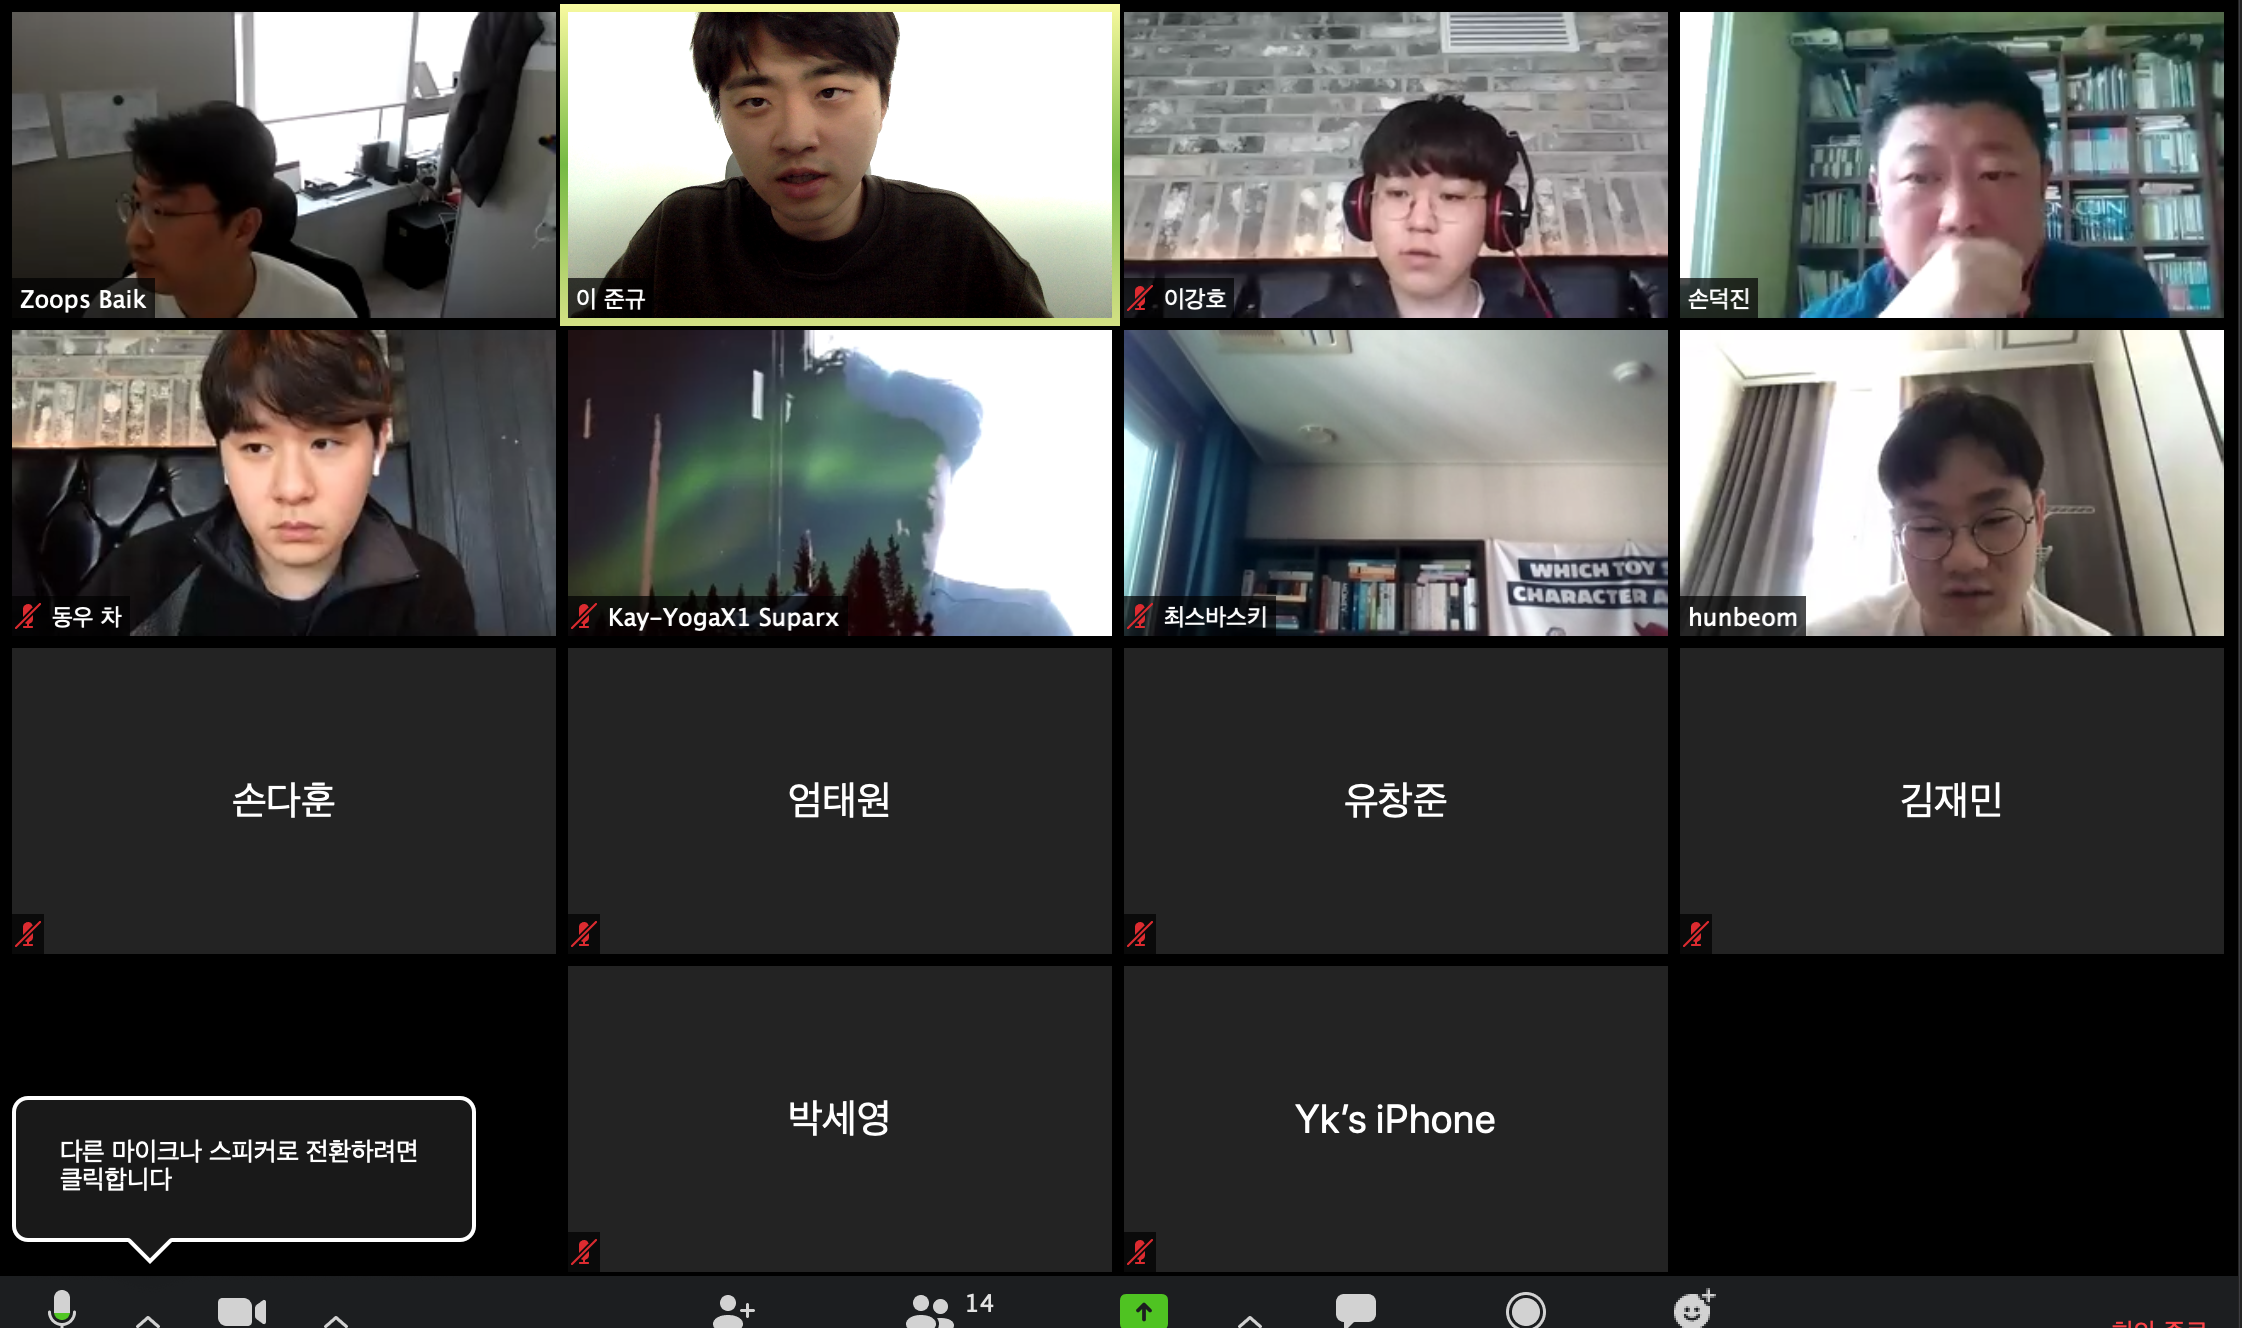 Zoops Baik
이 준규
이강호
손덕진
동우 차
Kay-YogaX1 Suparx
최스바스키
WHICH TOY
CHARACTER A
hunbeom
손다훈
엄태원
유창준
김재민
박세영
Yk's iPhone
다른 마이크나 스피커로 전환하려면
클릭합니다
14